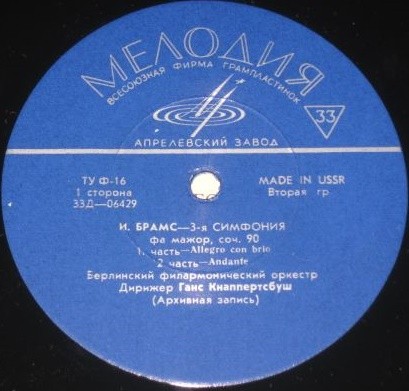 МЕЛОДИЯ
ВСЕСОЮЗНАЯ ФИРМА ГРАМПЛАСТИНОК
33
АПРЕЛЕВСКИЙ ЗАВОД
ТУ Ф-16
MADE IN USSR
1 сторона
Вторая гр.
33Д—06429
И. БРАМС—3-я СИМФОНИЯ
фа мажор, соч. 90
1. часть—Allegro con brio
2 часть—Andante
Берлинский филармонический оркестр
Дирижер Ганс Кнаппертсбуш
(Архивная запись)